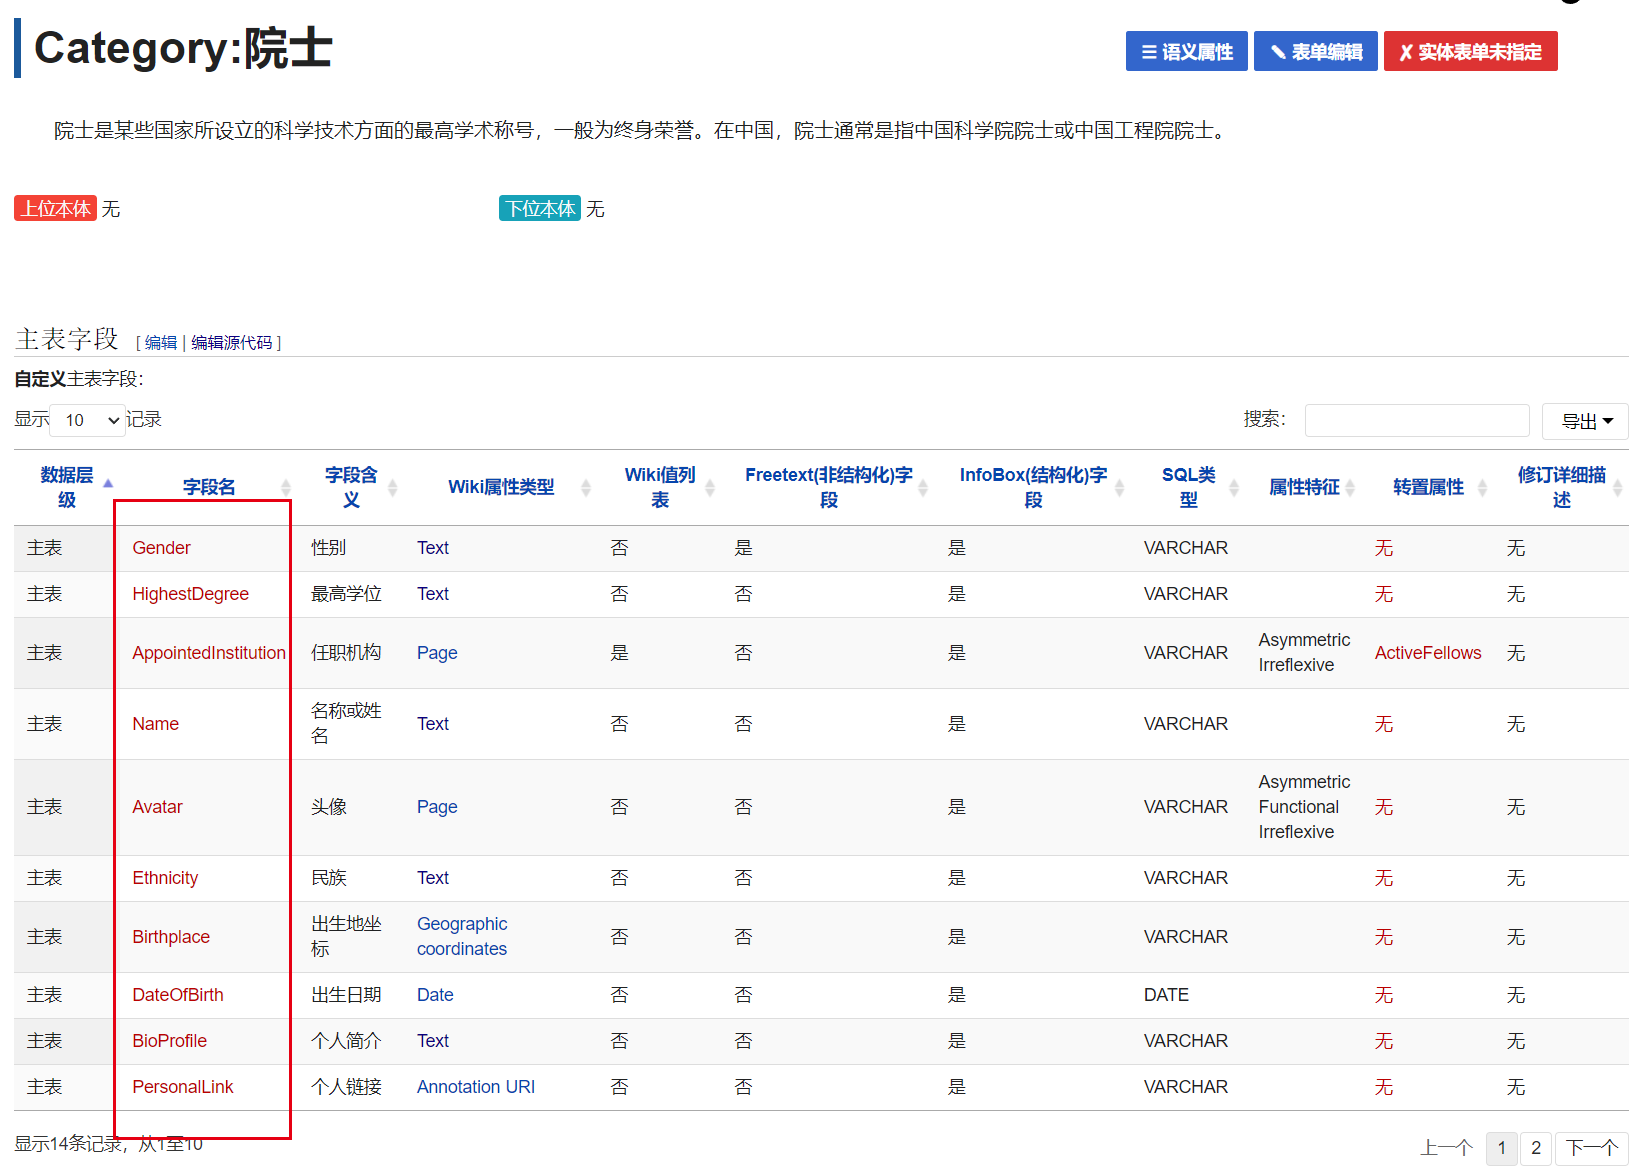 Category:院士
☰ 语义属性 ✎ 表单编辑 ✗ 实体表单未指定
院士是某些国家所设立的科学技术方面的最高学术称号，一般为终身荣誉。在中国，院士通常是指中国科学院院士或中国工程院院士。
上位本体 无 下位本体 无
主表字段 [ 编辑 | 编辑源代码 ]
自定义主表字段：
显示 10 记录 搜索： 导出
数据层级 字段名 字段含义 Wiki属性类型 Wiki值列表 Freetext(非结构化)字段 InfoBox(结构化)字段 SQL类型 属性特征 转置属性 修订详细描述
主表 Gender 性别 Text 否 是 是 VARCHAR 无 无
主表 HighestDegree 最高学位 Text 否 否 是 VARCHAR 无 无
主表 AppointedInstitution 任职机构 Page 是 否 是 VARCHAR Asymmetric Irreflexive ActiveFellows 无
主表 Name 名称或姓名 Text 否 否 是 VARCHAR 无 无
主表 Avatar 头像 Page 否 否 是 VARCHAR Asymmetric Functional Irreflexive 无 无
主表 Ethnicity 民族 Text 否 否 是 VARCHAR 无 无
主表 Birthplace 出生地坐标 Geographic coordinates 否 否 是 VARCHAR 无 无
主表 DateOfBirth 出生日期 Date 否 否 是 DATE 无 无
主表 BioProfile 个人简介 Text 否 否 是 VARCHAR 无 无
主表 PersonalLink 个人链接 Annotation URI 否 否 是 VARCHAR 无 无
显示14条记录，从1至10 上一个 1 2 下一个